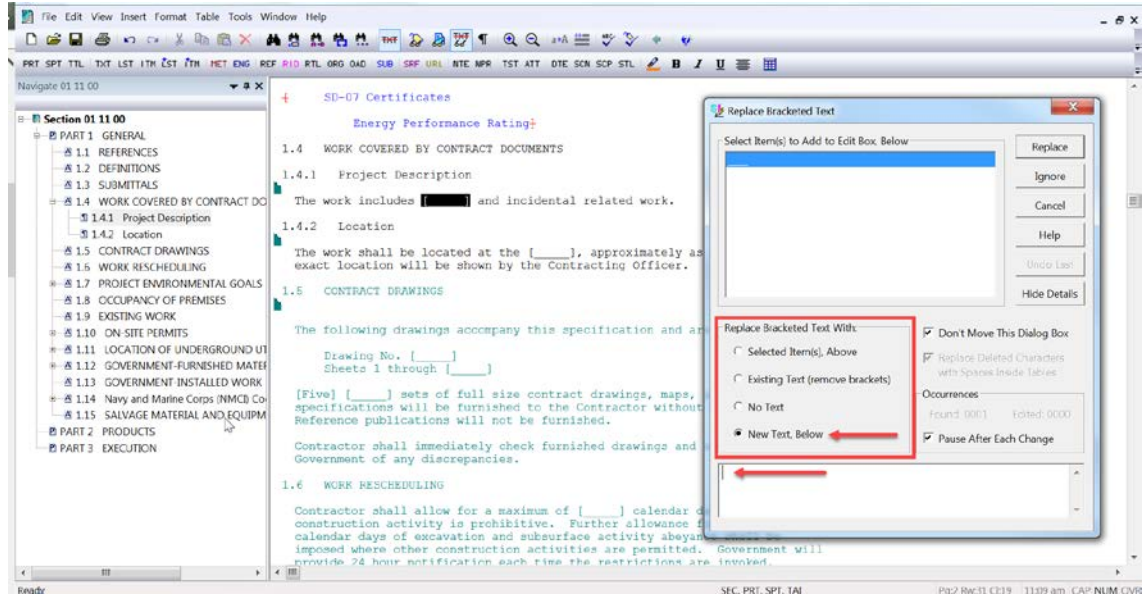 File Edit View Insert Format Table Tools Window Help
PRT SPT TTL TXT LST ITM LST ITM MET ENG REF RID RTL ORG OAD SUB SRF URL NTE NPR TST ATT DTE SCN SCP STL B I U
Navigate 01 11 00
Section 01 11 00
PART 1 GENERAL
1.1 REFERENCES
1.2 DEFINITIONS
1.3 SUBMITTALS
1.4 WORK COVERED BY CONTRACT DO
1.4.1 Project Description
1.4.2 Location
1.5 CONTRACT DRAWINGS
1.6 WORK RESCHEDULING
1.7 PROJECT ENVIRONMENTAL GOALS
1.8 OCCUPANCY OF PREMISES
1.9 EXISTING WORK
1.10 ON-SITE PERMITS
1.11 LOCATION OF UNDERGROUND UT
1.12 GOVERNMENT-FURNISHED MATER
1.13 GOVERNMENT INSTALLED WORK
1.14 Navy and Marine Corps (NMCI) Co
1.15 SALVAGE MATERIAL AND EQUIPM
PART 2 PRODUCTS
PART 3 EXECUTION
SD-07 Certificates
Energy Performance Rating
1.4 WORK COVERED BY CONTRACT DOCUMENTS
1.4.1 Project Description
The work includes [_____] and incidental related work.
1.4.2 Location
The work shall be located at the [_____], approximately as
exact location will be shown by the Contracting Officer.
1.5 CONTRACT DRAWINGS
The following drawings accompany this specification and ar
Drawing No. [_____]
Sheets 1 through [_____]
[Five] [_____] sets of full size contract drawings, maps,
specifications will be furnished to the Contractor without
Reference publications will not be furnished.
Contractor shall immediately check furnished drawings and
Government of any discrepancies.
1.6 WORK RESCHEDULING
Contractor shall allow for a maximum of [_____] calendar d
construction activity is prohibitive. Further allowance f
calendar days of excavation and subsurface activity abeyan
imposed where other construction activities are permitted. Government will
provide 24 hour notification each time the restrictions are invoked.
Replace Bracketed Text
Select Item(s) to Add to Edit Box, Below
_____
Replace
Ignore
Cancel
Help
Undo Last
Hide Details
Replace Bracketed Text With:
Selected Item(s), Above
Existing Text (remove brackets)
No Text
New Text, Below
Don't Move This Dialog Box
Replace Deleted Characters
with Spaces Inside Tables
Occurrences
Found: 0001 Edited: 0000
Pause After Each Change
Ready SEC, PRT, SPT, TAI Pg:2 Rw:31 Cl:19 11:09 am CAP NUM OVR